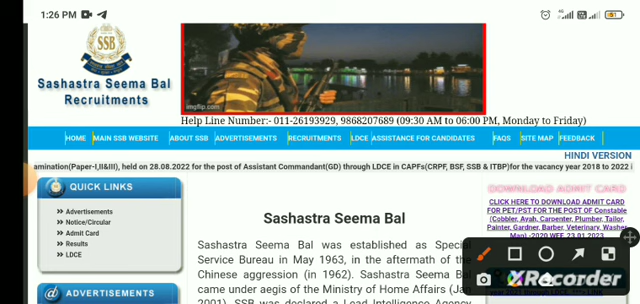 1:26 PM
SSB
Sashastra Seema Bal
Recruitments
imgflip.com
Help Line Number:- 011-26193929, 9868207689 (09:30 AM to 06:00 PM, Monday to Friday)
HOME MAIN SSB WEBSITE ABOUT SSB ADVERTISEMENTS RECRUITMENTS LDCE ASSISTANCE FOR CANDIDATES FAQS SITE MAP FEEDBACK
HINDI VERSION
amination(Paper-I,II&III), held on 28.08.2022 for the post of Assistant Commandant(GD) through LDCE in CAPFs(CRPF, BSF, SSB & ITBP)for the vacancy year 2018 to 2022 i
QUICK LINKS
>> Advertisements
>> Notice/Circular
>> Admit Card
>> Results
>> LDCE
ADVERTISEMENTS
Sashastra Seema Bal
Sashastra Seema Bal was established as Special
Service Bureau in May 1963, in the aftermath of the
Chinese aggression (in 1962). Sashastra Seema Bal
came under aegis of the Ministry of Home Affairs (Jan
2001). SSB was declared a Lead Intelligence Agency
DOWNLOAD ADMIT CARD
CLICK HERE TO DOWNLOAD ADMIT CARD
FOR PET/PST FOR THE POST OF Constable
(Cobbler, Ayah, Carpenter, Plumber, Tailor,
Painter, Gardner, Barber, Veterinary, Washer
Man) -2020 WEF 23.01.2023
XRecorder